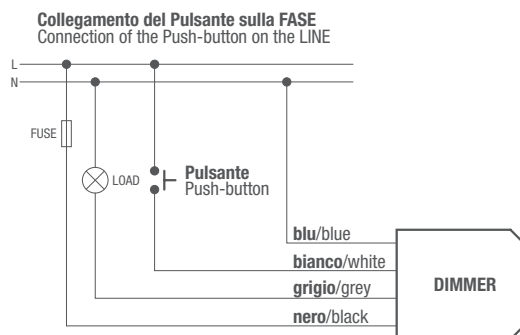 Collegamento del Pulsante sulla FASE
Connection of the Push-button on the LINE
L
N
FUSE
LOAD
Pulsante
Push-button
blu/blue
bianco/white
grigio/grey
nero/black
DIMMER